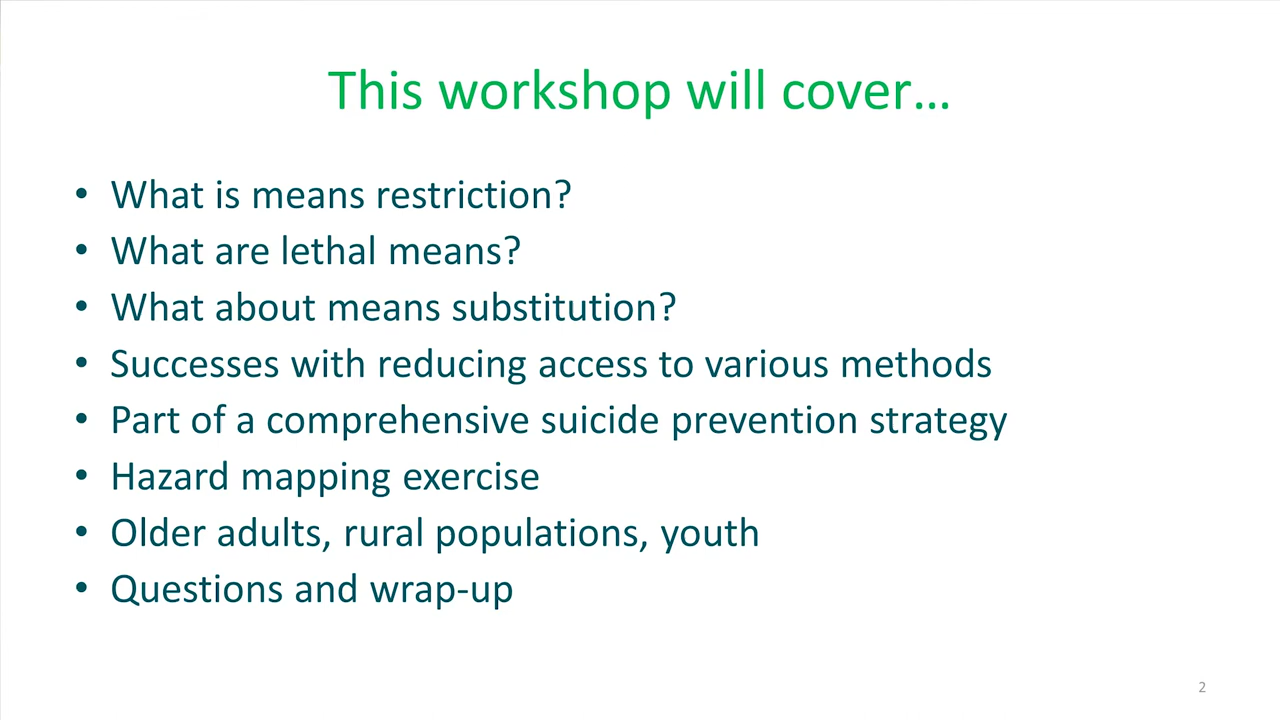 This workshop will cover…
• What is means restriction?
• What are lethal means?
• What about means substitution?
• Successes with reducing access to various methods
• Part of a comprehensive suicide prevention strategy
• Hazard mapping exercise
• Older adults, rural populations, youth
• Questions and wrap-up
2